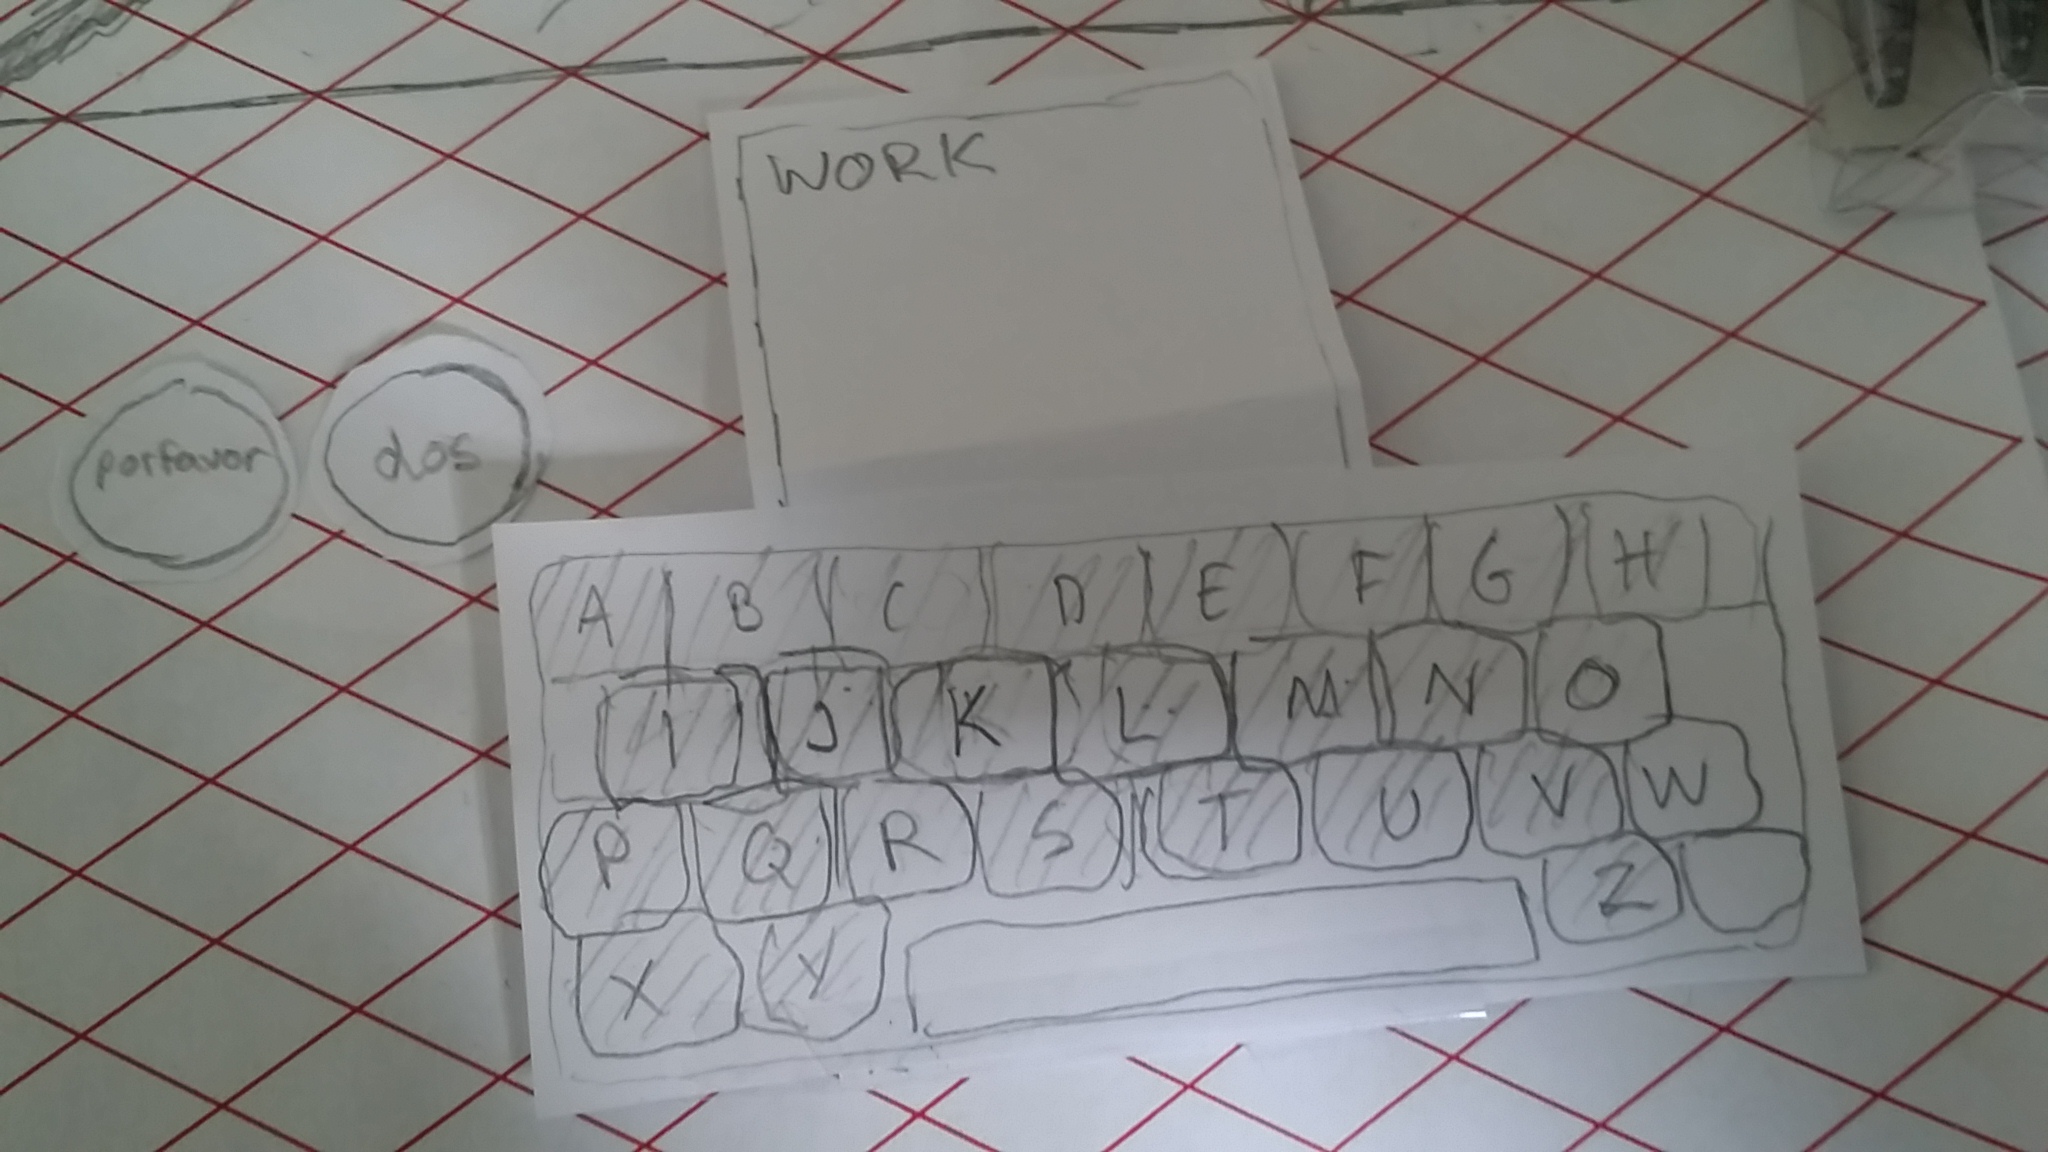 WORK
porfavor
dos
A B C D E F G H
I J K L M N O
P Q R S T U V W
X Y Z